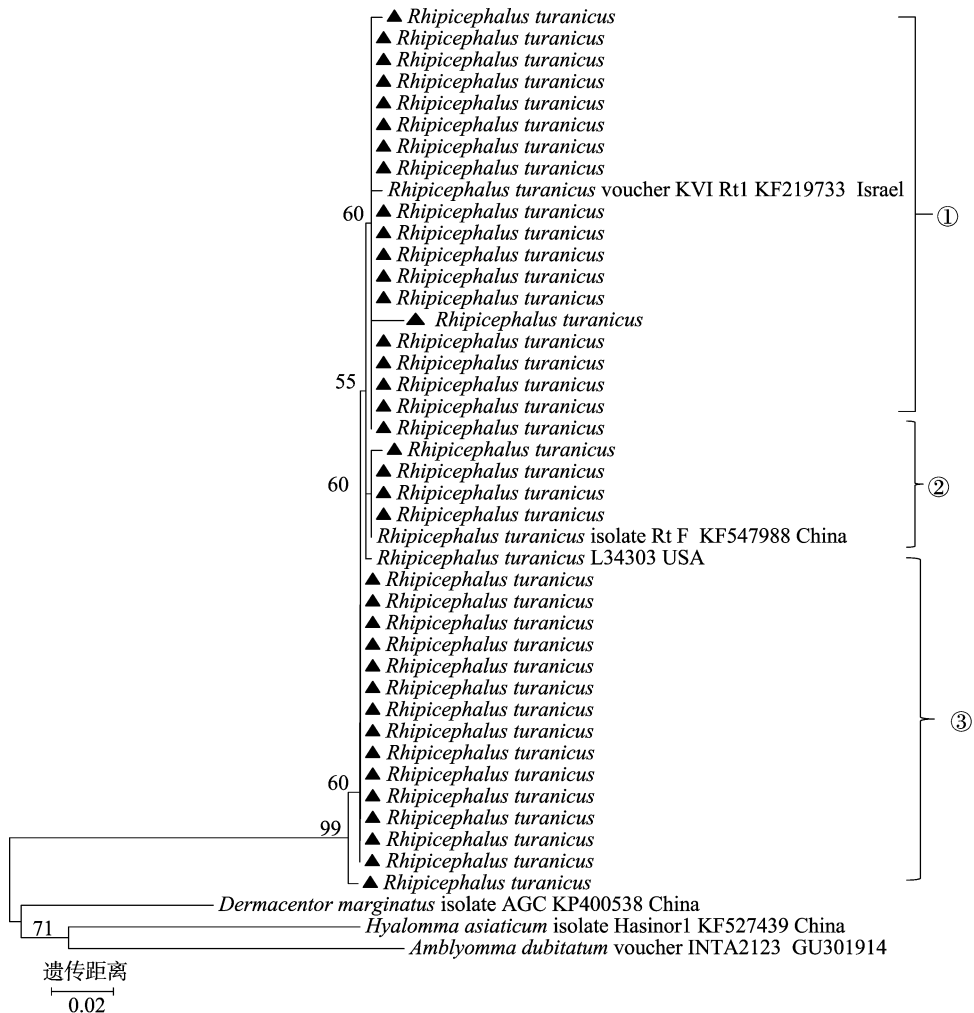 ▲ Rhipicephalus turanicus
▲ Rhipicephalus turanicus
▲ Rhipicephalus turanicus
▲ Rhipicephalus turanicus
▲ Rhipicephalus turanicus
▲ Rhipicephalus turanicus
▲ Rhipicephalus turanicus
▲ Rhipicephalus turanicus
Rhipicephalus turanicus voucher KVI Rt1 KF219733 Israel
60 ▲ Rhipicephalus turanicus ①
▲ Rhipicephalus turanicus
▲ Rhipicephalus turanicus
▲ Rhipicephalus turanicus
▲ Rhipicephalus turanicus
▲ Rhipicephalus turanicus
▲ Rhipicephalus turanicus
▲ Rhipicephalus turanicus
55 ▲ Rhipicephalus turanicus
▲ Rhipicephalus turanicus
▲ Rhipicephalus turanicus
▲ Rhipicephalus turanicus
▲ Rhipicephalus turanicus
60 ▲ Rhipicephalus turanicus ②
▲ Rhipicephalus turanicus
Rhipicephalus turanicus isolate Rt F KF547988 China
Rhipicephalus turanicus L34303 USA
▲ Rhipicephalus turanicus
▲ Rhipicephalus turanicus
▲ Rhipicephalus turanicus
▲ Rhipicephalus turanicus
▲ Rhipicephalus turanicus
▲ Rhipicephalus turanicus
▲ Rhipicephalus turanicus ③
▲ Rhipicephalus turanicus
▲ Rhipicephalus turanicus
▲ Rhipicephalus turanicus
60 ▲ Rhipicephalus turanicus
▲ Rhipicephalus turanicus
99 ▲ Rhipicephalus turanicus
▲ Rhipicephalus turanicus
▲ Rhipicephalus turanicus
Dermacentor marginatus isolate AGC KP400538 China
71 Hyalomma asiaticum isolate Hasinor1 KF527439 China
Amblyomma dubitatum voucher INTA2123 GU301914
遗传距离
0.02